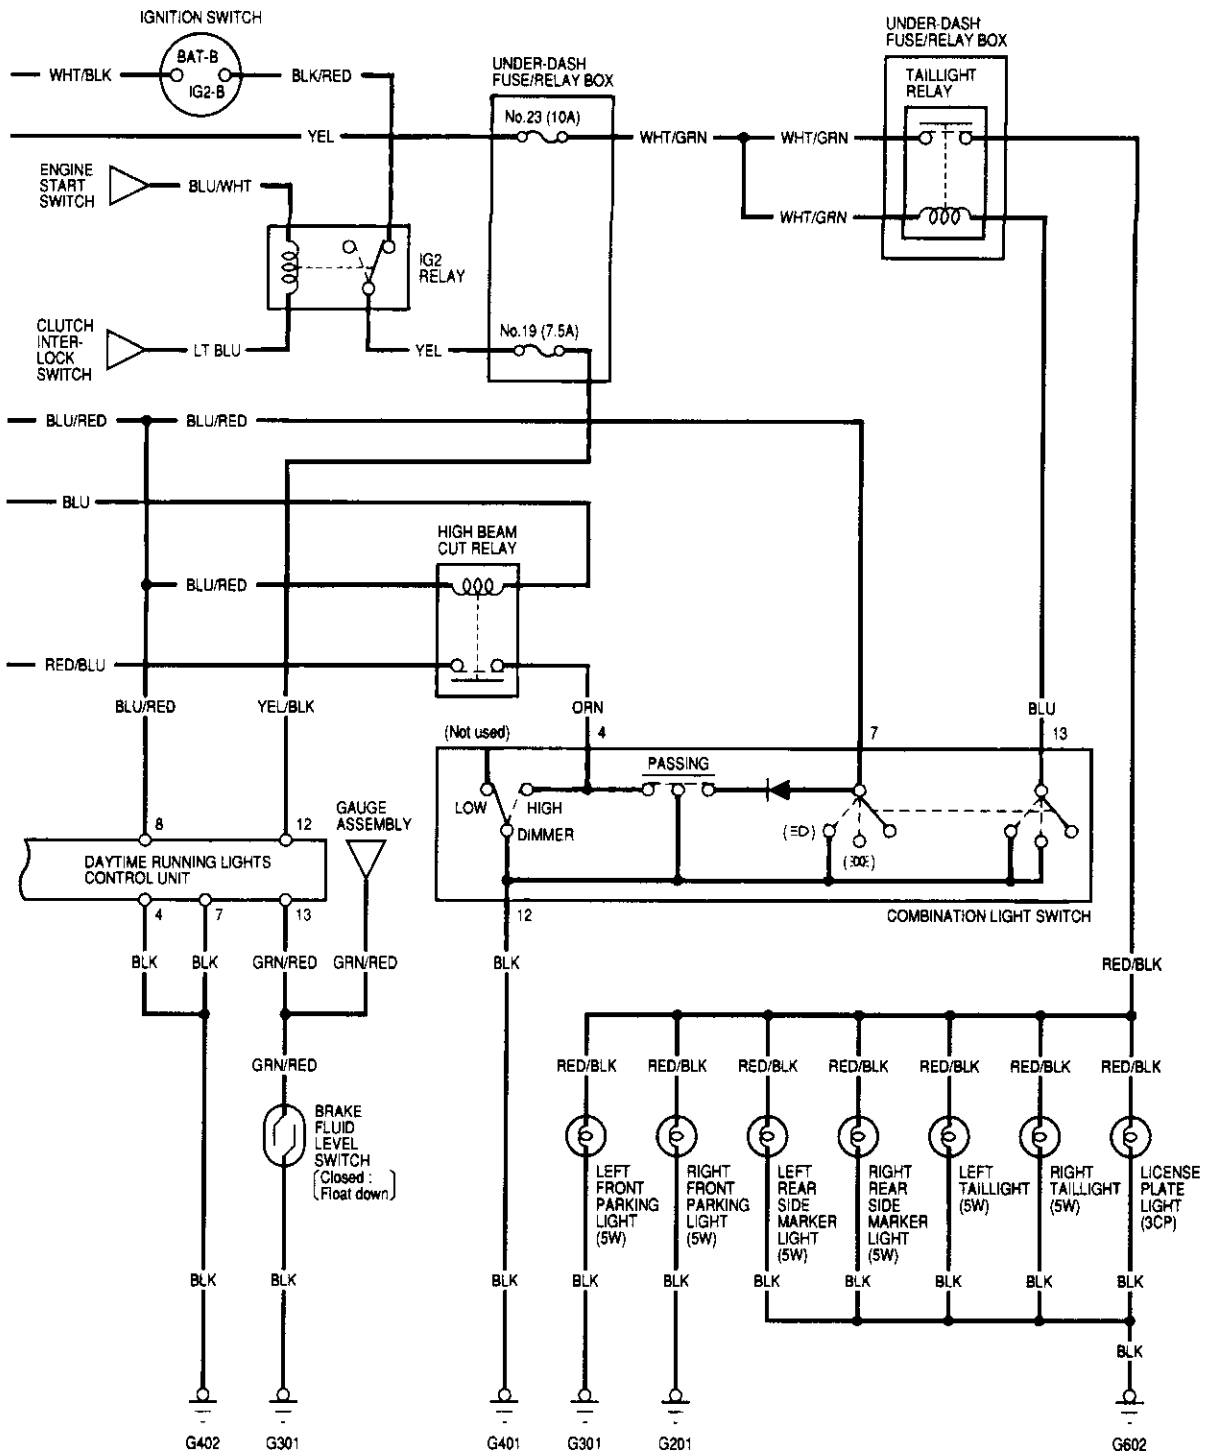 IGNITION SWITCH
BAT-B
IG2-B
WHT/BLK
BLK/RED
UNDER-DASH
FUSE/RELAY BOX
UNDER-DASH
FUSE/RELAY BOX
TAILLIGHT
RELAY
No.23 (10A)
YEL
WHT/GRN
WHT/GRN
WHT/GRN
ENGINE
START
SWITCH
BLU/WHT
IG2
RELAY
CLUTCH
INTER-
LOCK
SWITCH
LT BLU
YEL
No.19 (7.5A)
BLU/RED
BLU/RED
BLU
HIGH BEAM
CUT RELAY
BLU/RED
RED/BLU
BLU/RED
YEL/BLK
ORN
BLU
(Not used)
4
7
13
PASSING
LOW
HIGH
DIMMER
GAUGE
ASSEMBLY
8
12
DAYTIME RUNNING LIGHTS
CONTROL UNIT
4
7
13
12
COMBINATION LIGHT SWITCH
BLK
BLK
GRN/RED
GRN/RED
BLK
RED/BLK
GRN/RED
RED/BLK
RED/BLK
RED/BLK
RED/BLK
RED/BLK
RED/BLK
RED/BLK
BRAKE
FLUID
LEVEL
SWITCH
(Closed :
Float down)
LEFT
FRONT
PARKING
LIGHT
(5W)
RIGHT
FRONT
PARKING
LIGHT
(5W)
LEFT
REAR
SIDE
MARKER
LIGHT
(5W)
RIGHT
REAR
SIDE
MARKER
LIGHT
(5W)
LEFT
TAILLIGHT
(5W)
RIGHT
TAILLIGHT
(5W)
LICENSE
PLATE
LIGHT
(3CP)
BLK
BLK
BLK
BLK
BLK
BLK
BLK
BLK
BLK
BLK
BLK
G402
G301
G401
G301
G201
G602